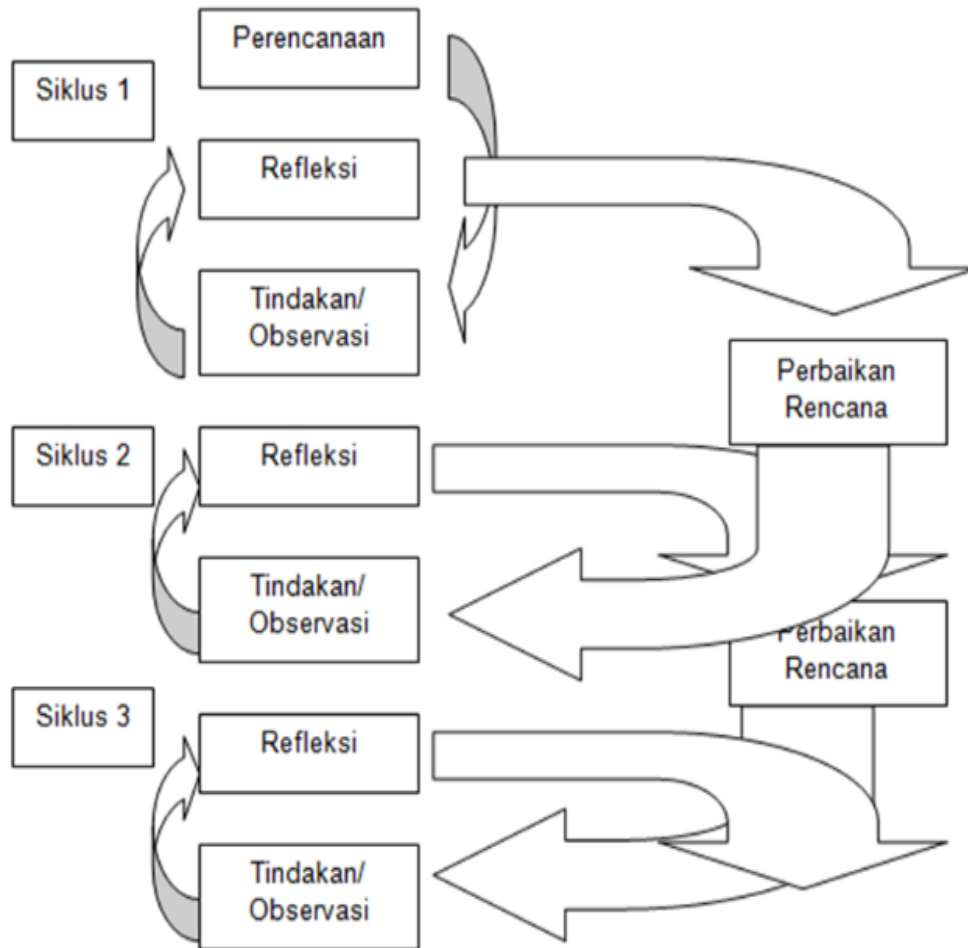 Perencanaan
Siklus 1
Refleksi
Tindakan/
Observasi
Perbaikan
Rencana
Siklus 2
Refleksi
Tindakan/
Observasi
Perbaikan
Rencana
Siklus 3
Refleksi
Tindakan/
Observasi